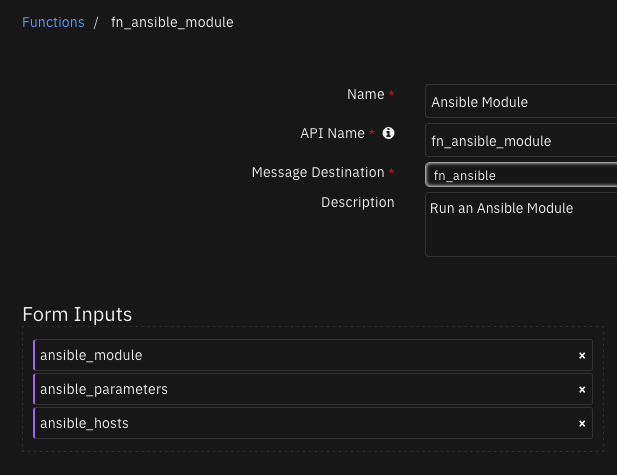 Functions / fn_ansible_module
Name * Ansible Module
API Name * fn_ansible_module
Message Destination * fn_ansible
Description Run an Ansible Module
Form Inputs
ansible_module ×
ansible_parameters ×
ansible_hosts ×